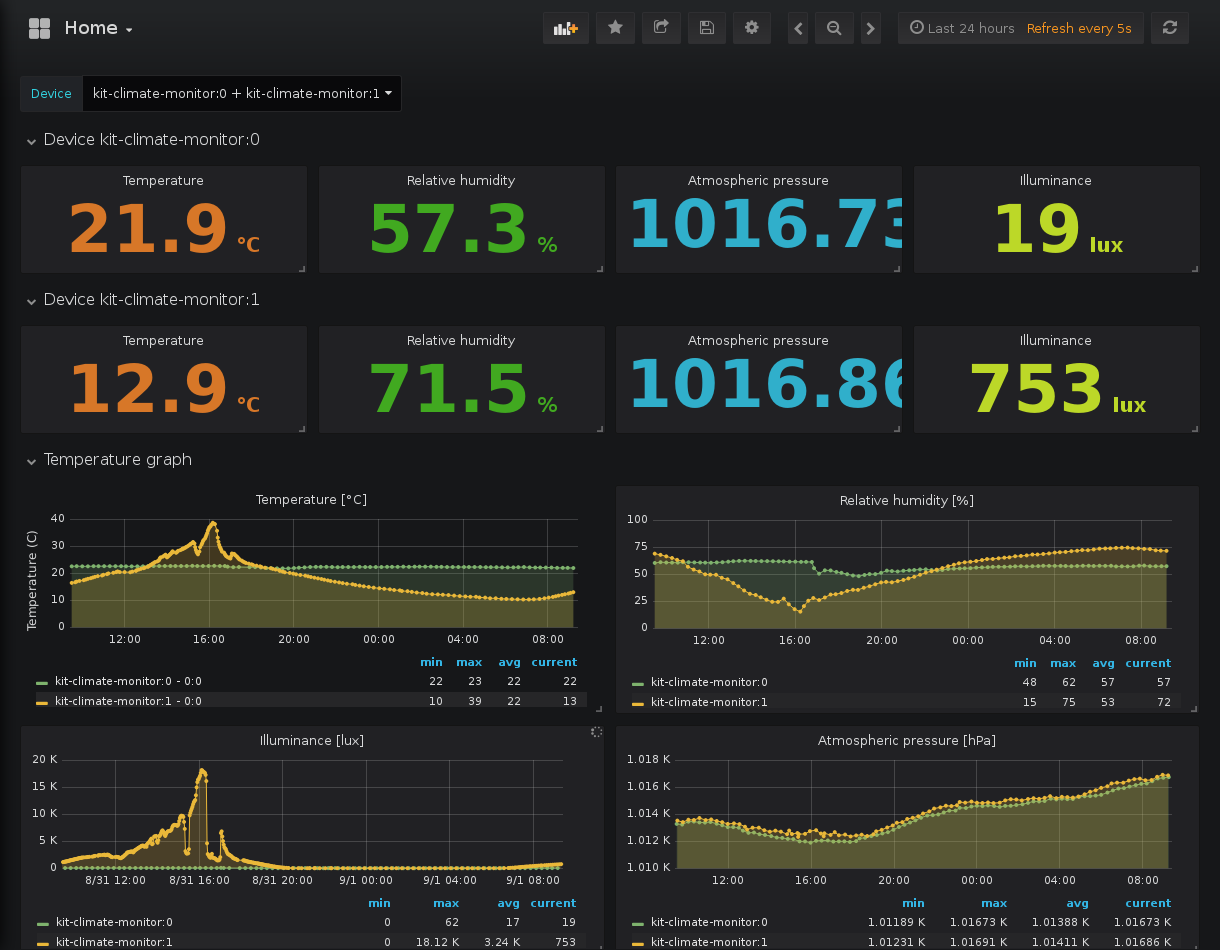 Home
Last 24 hours Refresh every 5s
Device kit-climate-monitor:0 + kit-climate-monitor:1
Device kit-climate-monitor:0
Temperature Relative humidity Atmospheric pressure Illuminance
21.9 °C 57.3 % 1016.73 19 lux
Device kit-climate-monitor:1
Temperature Relative humidity Atmospheric pressure Illuminance
12.9 °C 71.5 % 1016.86 753 lux
Temperature graph
Temperature [°C]
Temperature (C)
40
30
20
10
0
12:00 16:00 20:00 00:00 04:00 08:00
min max avg current
kit-climate-monitor:0 - 0:0 22 23 22 22
kit-climate-monitor:1 - 0:0 10 39 22 13
Relative humidity [%]
100
75
50
25
0
12:00 16:00 20:00 00:00 04:00 08:00
min max avg current
kit-climate-monitor:0 48 62 57 57
kit-climate-monitor:1 15 75 53 72
Illuminance [lux]
20 K
15 K
10 K
5 K
0
8/31 12:00 8/31 16:00 8/31 20:00 9/1 00:00 9/1 04:00 9/1 08:00
min max avg current
kit-climate-monitor:0 0 62 17 19
kit-climate-monitor:1 0 18.12 K 3.24 K 753
Atmospheric pressure [hPa]
1.018 K
1.016 K
1.014 K
1.012 K
1.010 K
12:00 16:00 20:00 00:00 04:00 08:00
min max avg current
kit-climate-monitor:0 1.01189 K 1.01673 K 1.01388 K 1.01673 K
kit-climate-monitor:1 1.01231 K 1.01691 K 1.01411 K 1.01686 K